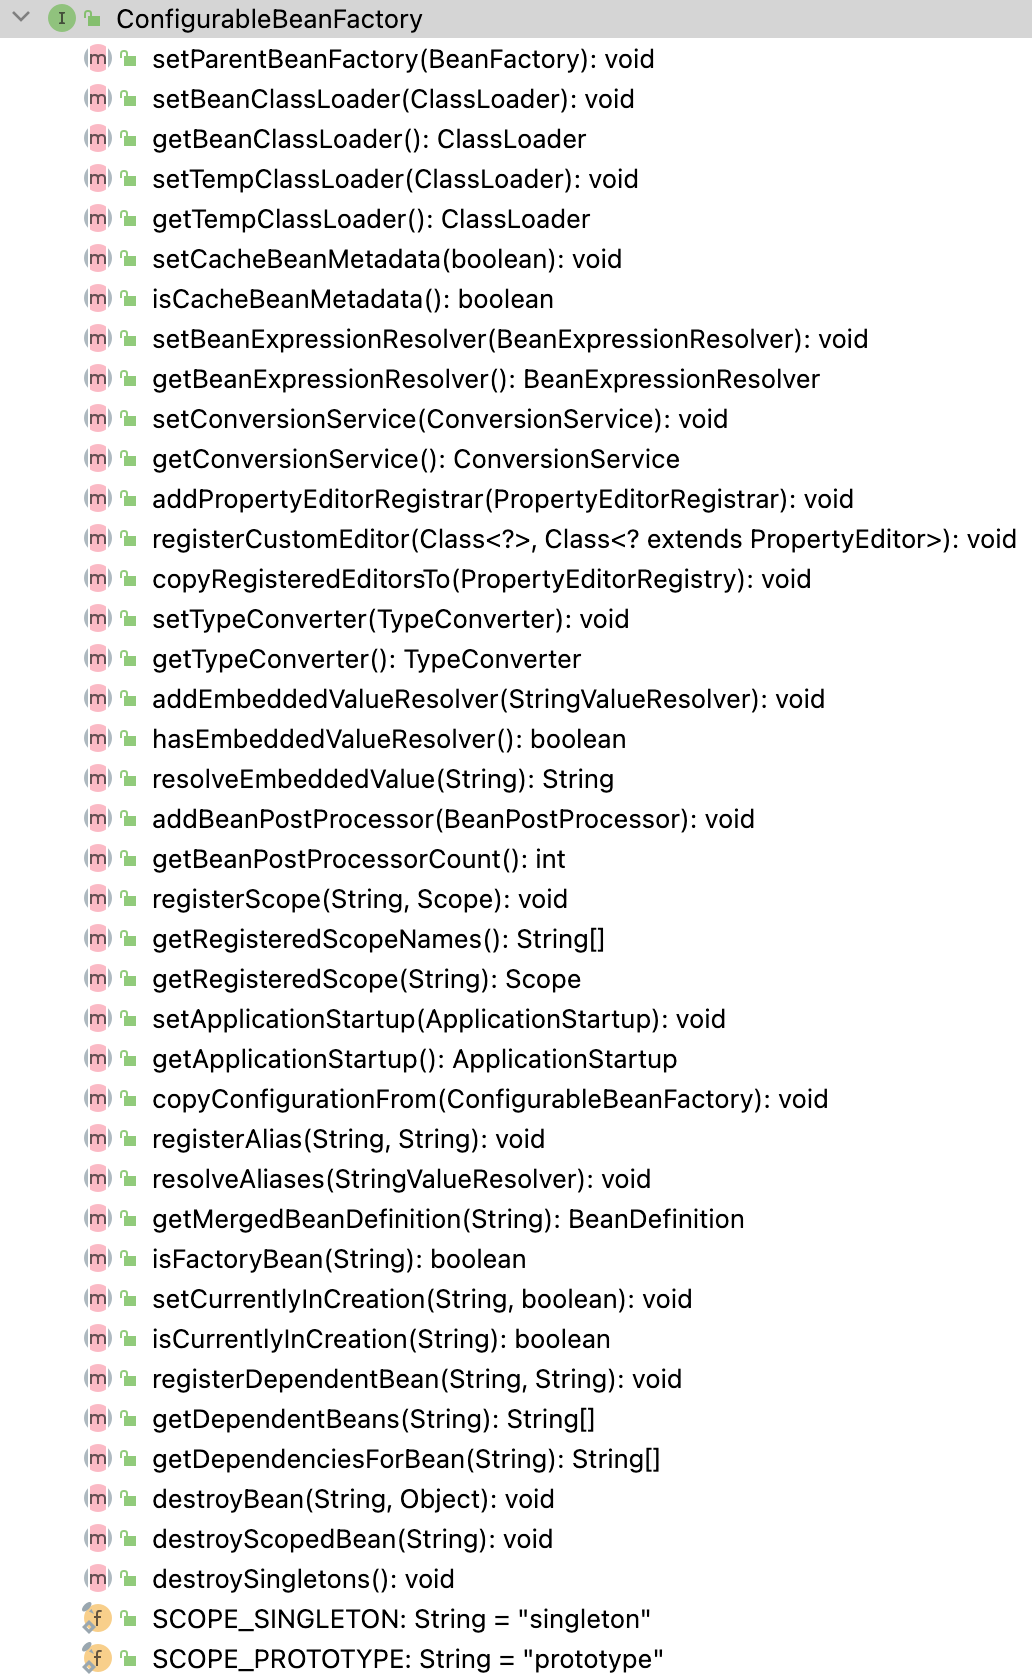 ConfigurableBeanFactory
setParentBeanFactory(BeanFactory): void
setBeanClassLoader(ClassLoader): void
getBeanClassLoader(): ClassLoader
setTempClassLoader(ClassLoader): void
getTempClassLoader(): ClassLoader
setCacheBeanMetadata(boolean): void
isCacheBeanMetadata(): boolean
setBeanExpressionResolver(BeanExpressionResolver): void
getBeanExpressionResolver(): BeanExpressionResolver
setConversionService(ConversionService): void
getConversionService(): ConversionService
addPropertyEditorRegistrar(PropertyEditorRegistrar): void
registerCustomEditor(Class<?>, Class<? extends PropertyEditor>): void
copyRegisteredEditorsTo(PropertyEditorRegistry): void
setTypeConverter(TypeConverter): void
getTypeConverter(): TypeConverter
addEmbeddedValueResolver(StringValueResolver): void
hasEmbeddedValueResolver(): boolean
resolveEmbeddedValue(String): String
addBeanPostProcessor(BeanPostProcessor): void
getBeanPostProcessorCount(): int
registerScope(String, Scope): void
getRegisteredScopeNames(): String[]
getRegisteredScope(String): Scope
setApplicationStartup(ApplicationStartup): void
getApplicationStartup(): ApplicationStartup
copyConfigurationFrom(ConfigurableBeanFactory): void
registerAlias(String, String): void
resolveAliases(StringValueResolver): void
getMergedBeanDefinition(String): BeanDefinition
isFactoryBean(String): boolean
setCurrentlyInCreation(String, boolean): void
isCurrentlyInCreation(String): boolean
registerDependentBean(String, String): void
getDependentBeans(String): String[]
getDependenciesForBean(String): String[]
destroyBean(String, Object): void
destroyScopedBean(String): void
destroySingletons(): void
SCOPE_SINGLETON: String = "singleton"
SCOPE_PROTOTYPE: String = "prototype"